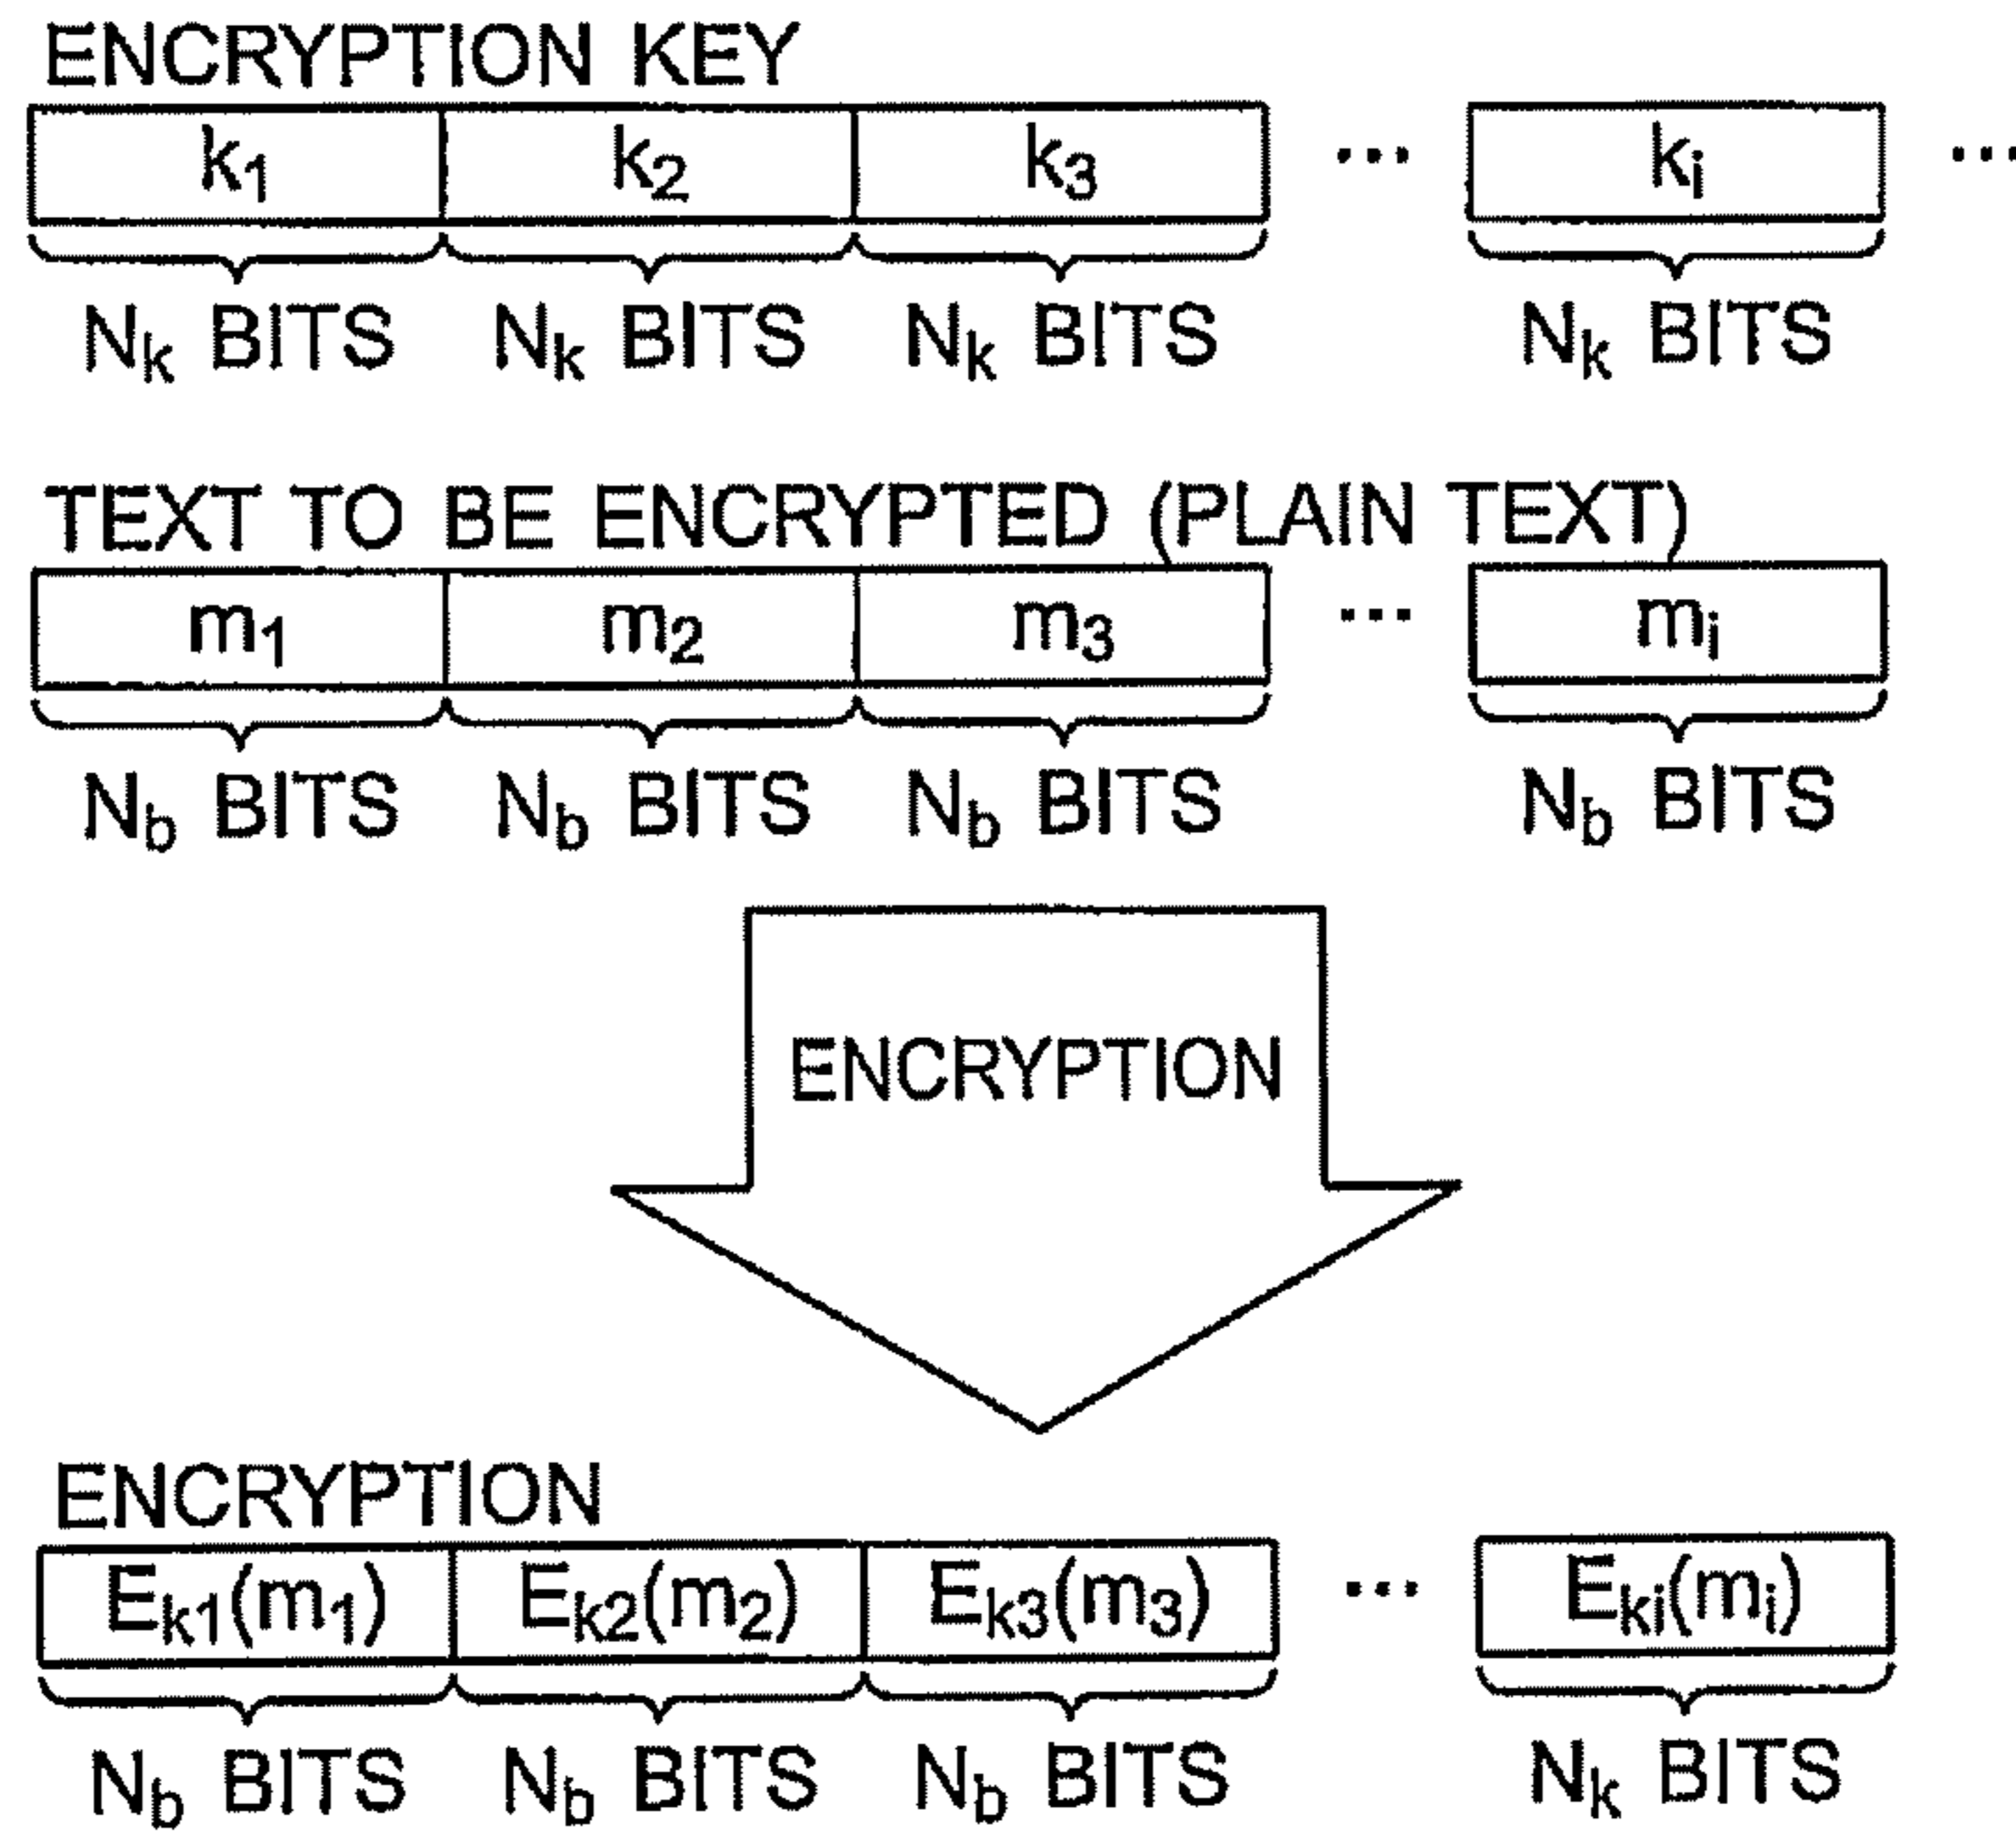 ENCRYPTION KEY
k1 k2 k3 ... ki ...
Nk BITS Nk BITS Nk BITS Nk BITS
TEXT TO BE ENCRYPTED (PLAIN TEXT)
m1 m2 m3 ... mi
Nb BITS Nb BITS Nb BITS Nb BITS
ENCRYPTION
ENCRYPTION
Ek1(m1) Ek2(m2) Ek3(m3) ... Eki(mi)
Nb BITS Nb BITS Nb BITS Nk BITS